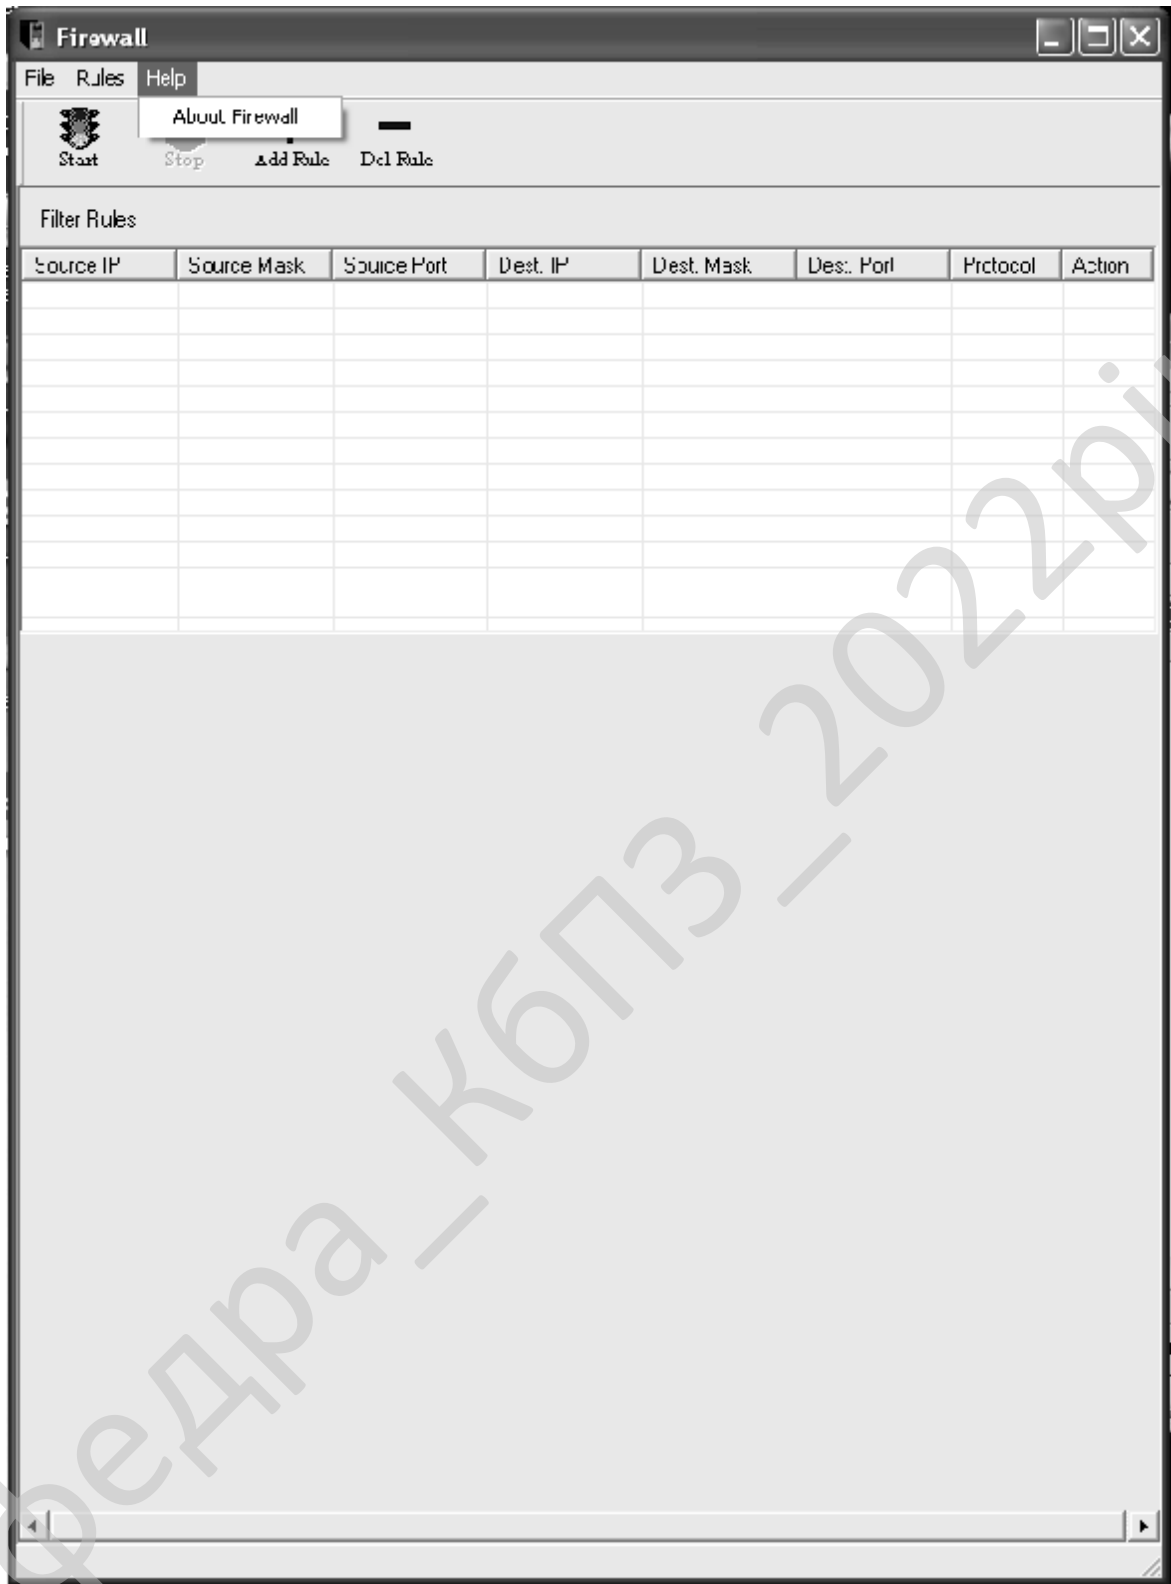 Firewall
File Rules Help
About Firewall
Start Stop Add Rule Del Rule
Filter Rules
Source IP Source Mask Source Port Dest. IP Dest. Mask Dest. Port Protocol Action
федра_КбПЗ_2022рі